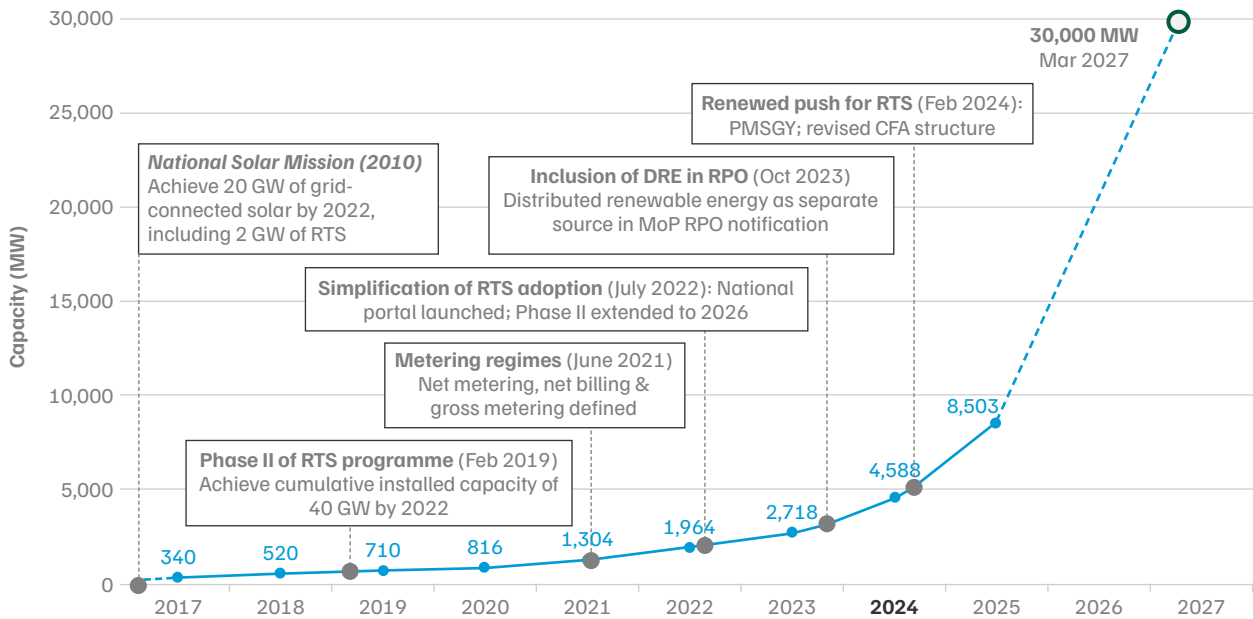 30,000
25,000
20,000
15,000
10,000
5,000
0
Capacity (MW)
30,000 MW
Mar 2027
Renewed push for RTS (Feb 2024):
PMSGY; revised CFA structure
National Solar Mission (2010)
Achieve 20 GW of grid-
connected solar by 2022,
including 2 GW of RTS
Inclusion of DRE in RPO (Oct 2023)
Distributed renewable energy as separate
source in MoP RPO notification
Simplification of RTS adoption (July 2022): National
portal launched; Phase II extended to 2026
Metering regimes (June 2021)
Net metering, net billing &
gross metering defined
Phase II of RTS programme (Feb 2019)
Achieve cumulative installed capacity of
40 GW by 2022
340
520
710
816
1,304
1,964
2,718
4,588
8,503
2017
2018
2019
2020
2021
2022
2023
2024
2025
2026
2027